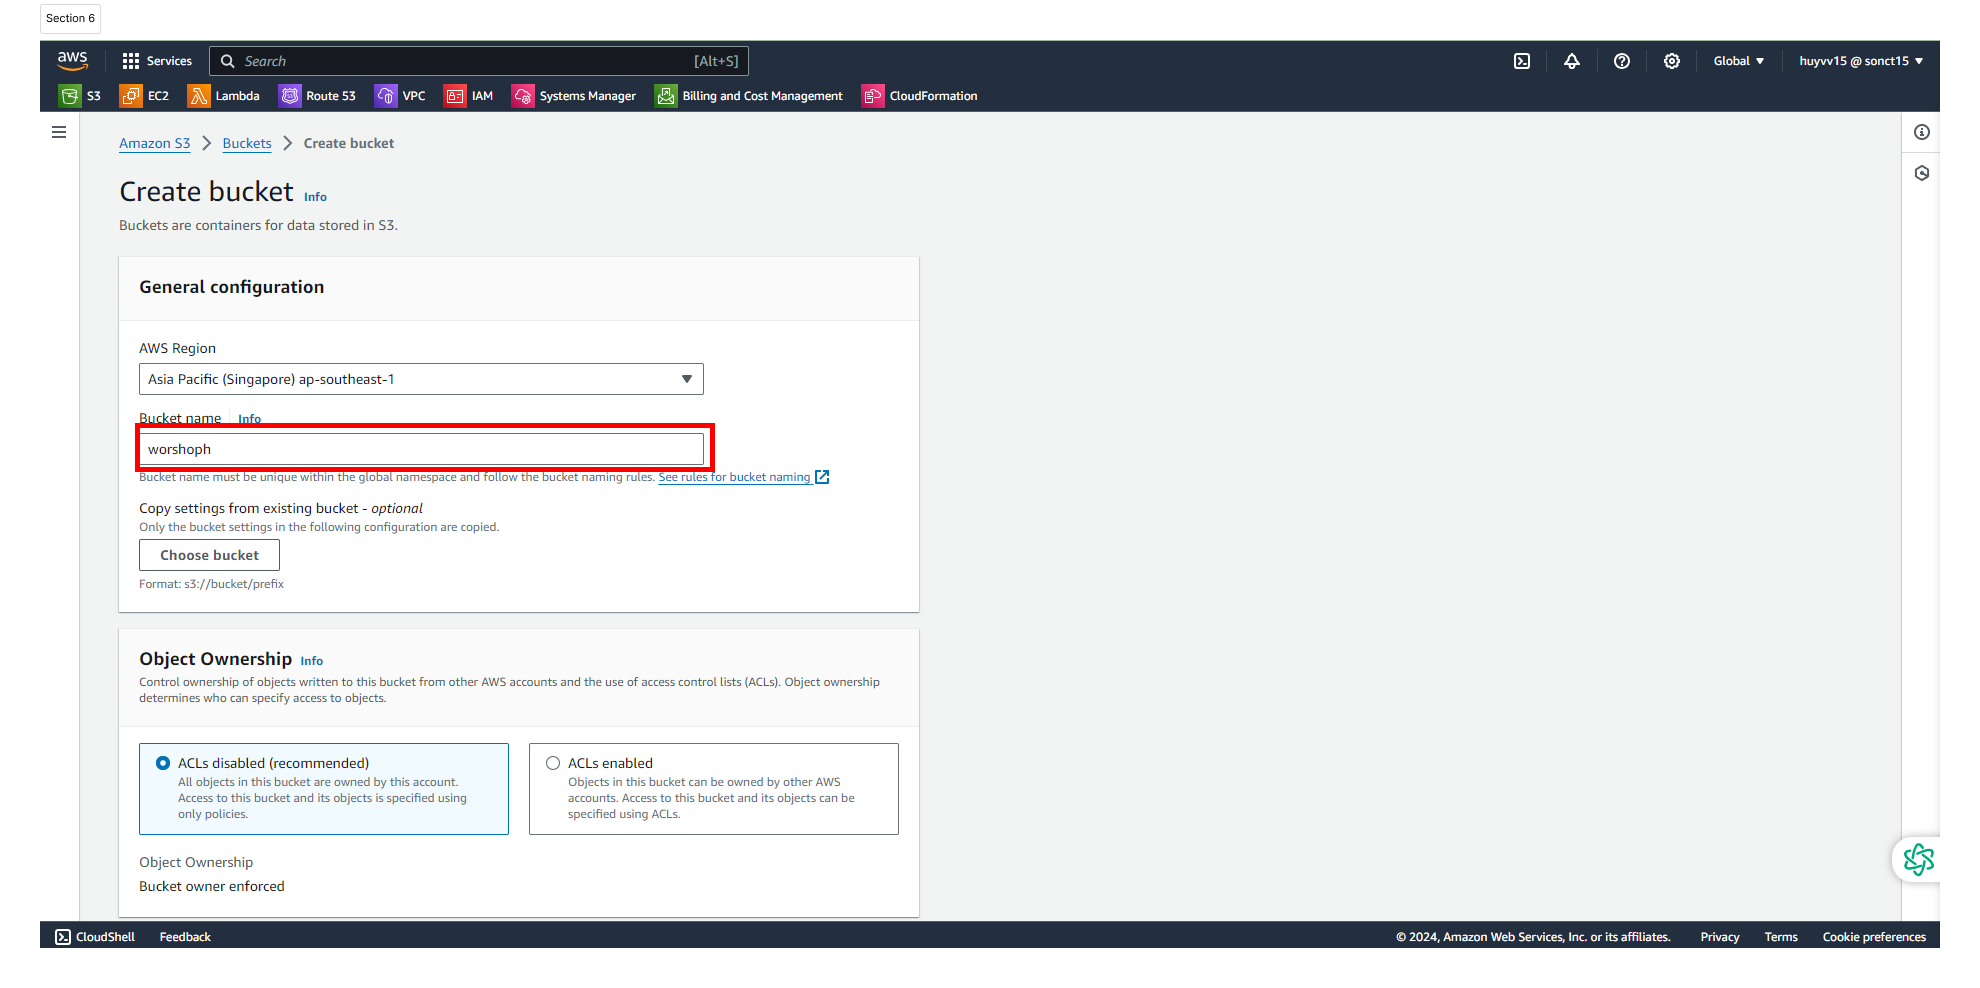 Section 6
aws Services Search [Alt+S] Global huyvv15 @ sonct15
S3 EC2 Lambda Route 53 VPC IAM Systems Manager Billing and Cost Management CloudFormation
Amazon S3 Buckets Create bucket
Create bucket Info
Buckets are containers for data stored in S3.
General configuration
AWS Region
Asia Pacific (Singapore) ap-southeast-1
Bucket name Info
worshoph
Bucket name must be unique within the global namespace and follow the bucket naming rules. See rules for bucket naming
Copy settings from existing bucket - optional
Only the bucket settings in the following configuration are copied.
Choose bucket
Format: s3://bucket/prefix
Object Ownership Info
Control ownership of objects written to this bucket from other AWS accounts and the use of access control lists (ACLs). Object ownership
determines who can specify access to objects.
ACLs disabled (recommended)
All objects in this bucket are owned by this account.
Access to this bucket and its objects is specified using
only policies.
ACLs enabled
Objects in this bucket can be owned by other AWS
accounts. Access to this bucket and its objects can be
specified using ACLs.
Object Ownership
Bucket owner enforced
CloudShell Feedback © 2024, Amazon Web Services, Inc. or its affiliates. Privacy Terms Cookie preferences